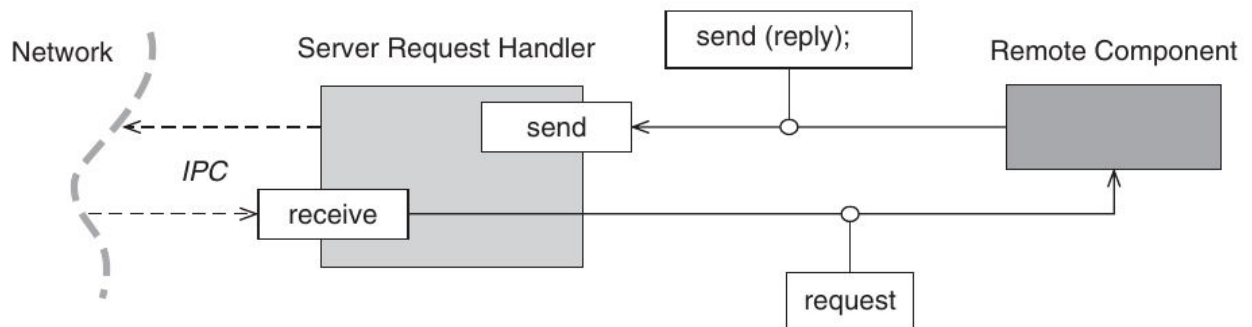 Network
Server Request Handler
send (reply);
Remote Component
send
IPC
receive
request